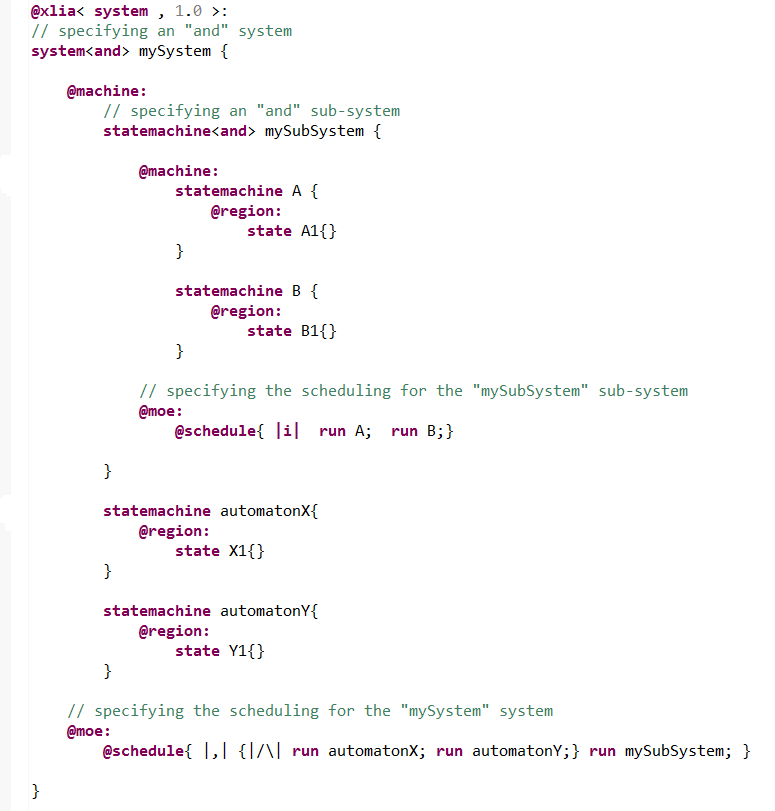 @xlia< system , 1.0 >:
// specifying an "and" system
system<and> mySystem {
@machine:
// specifying an "and" sub-system
statemachine<and> mySubSystem {
@machine:
statemachine A {
@region:
state A1{}
}
statemachine B {
@region:
state B1{}
}
// specifying the scheduling for the "mySubSystem" sub-system
@moe:
@schedule{ |i|  run A;  run B;}
}
statemachine automatonX{
@region:
state X1{}
}
statemachine automatonY{
@region:
state Y1{}
}
// specifying the scheduling for the "mySystem" system
@moe:
@schedule{ |,| {|/\| run automatonX; run automatonY;} run mySubSystem; }
}